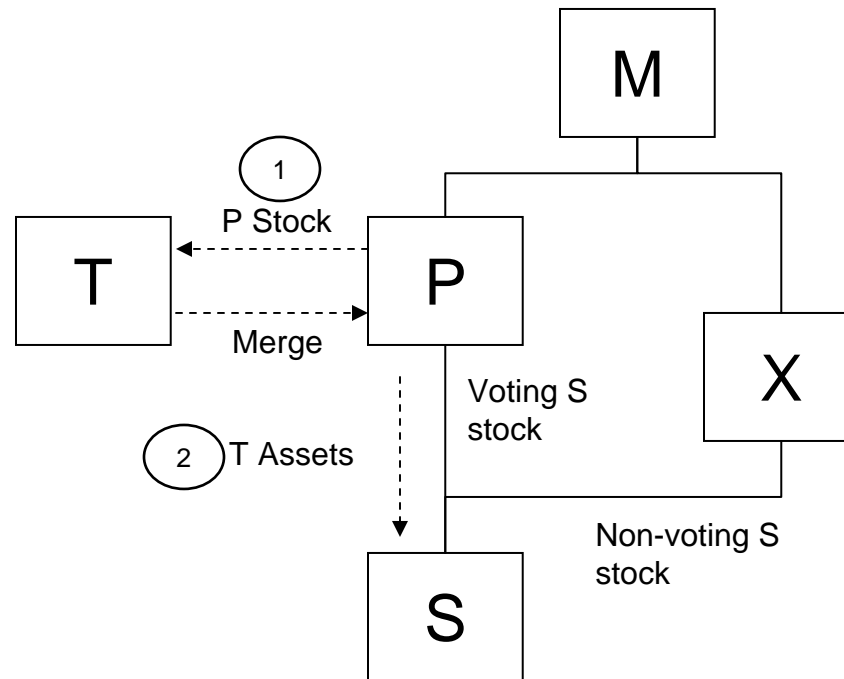 M
1
P Stock
T
P
Merge
X
Voting S
stock
2
T Assets
Non-voting S
stock
S